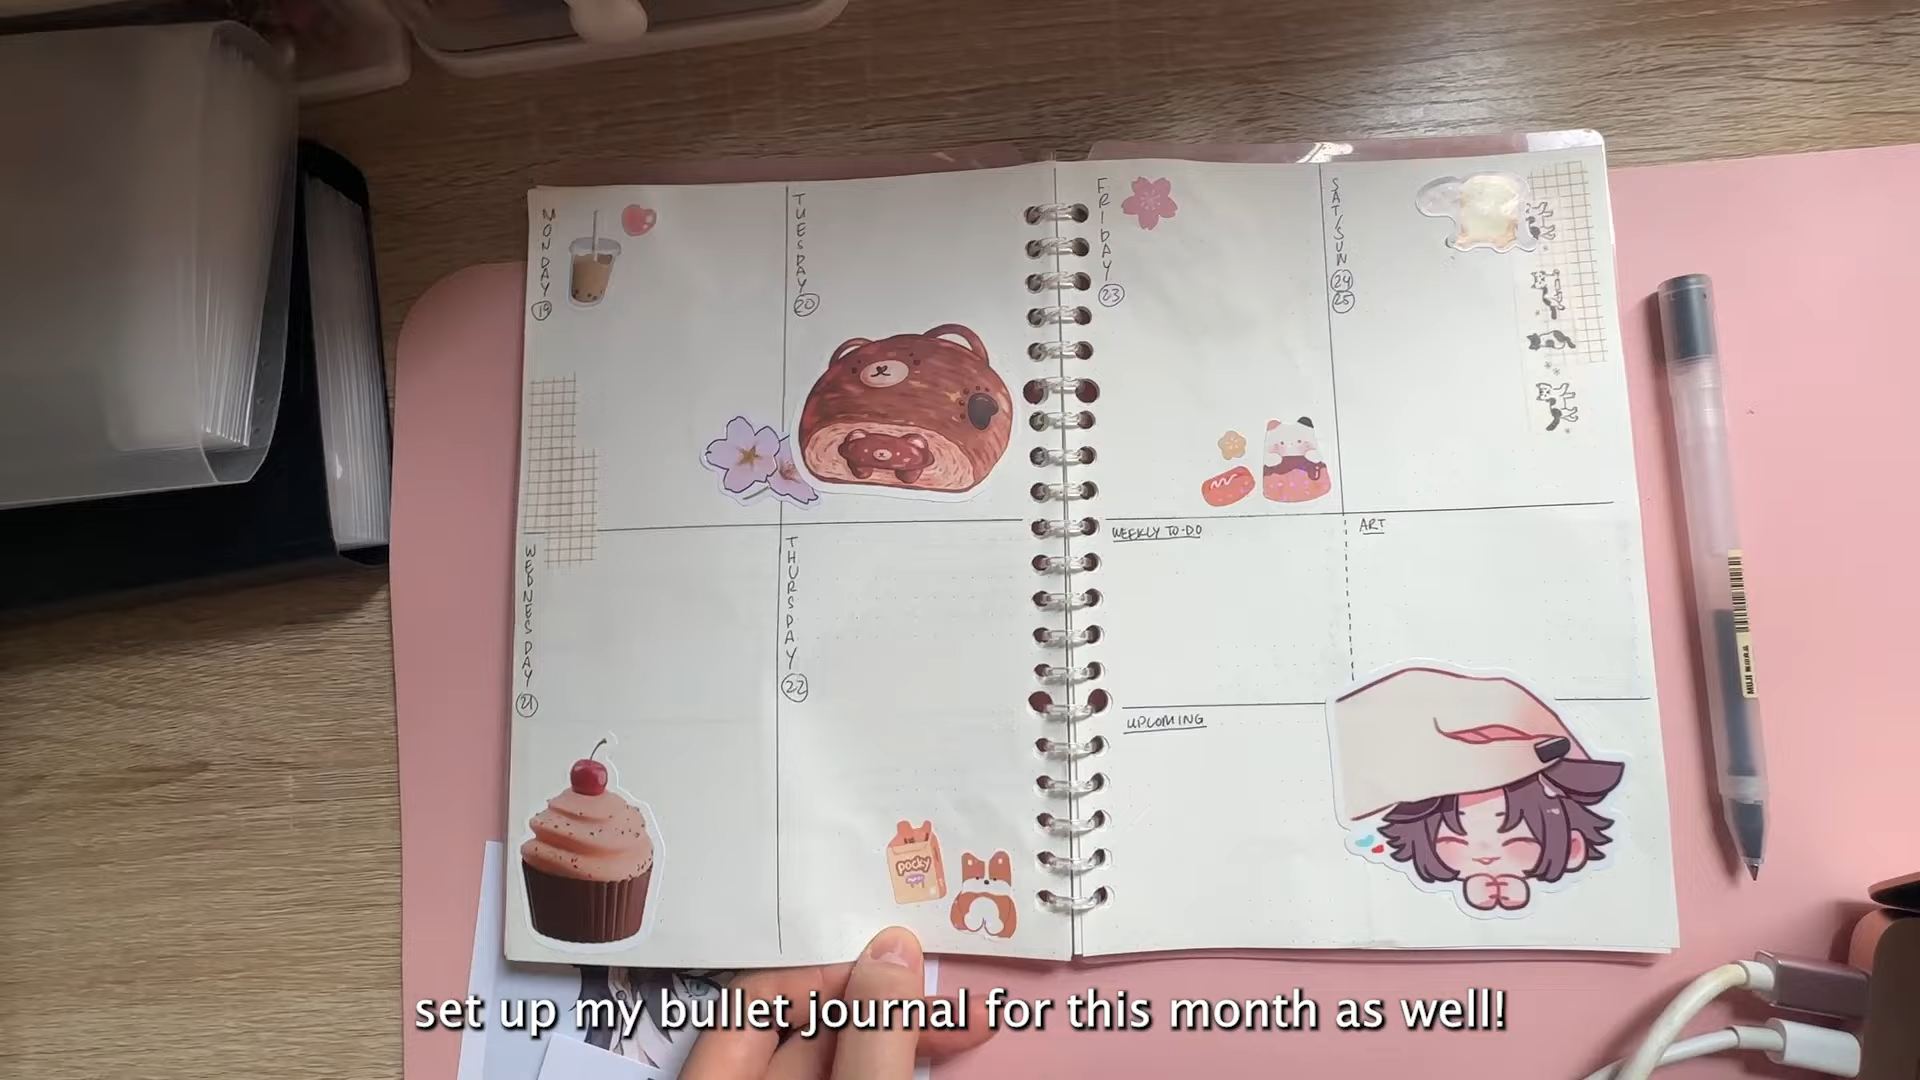 MONDAY
19
TUESDAY
20
WEDNESDAY
21
THURSDAY
22
pocky
FRIDAY
23
SAT/SUN
24
25
WEEKLY TO-DO
ART
UPCOMING
MUJ
set up my bullet journal for this month as well!